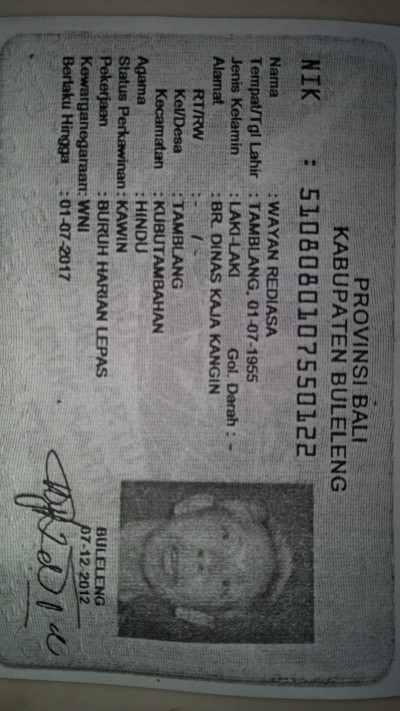 PROVINSI BALI
KABUPATEN BULELENG
NIK : 5108080107550122
Nama : WAYAN REDIASA
Tempat/Tgl Lahir : TAMBLANG, 01-07-1955
Jenis Kelamin : LAKI-LAKI Gol. Darah : -
Alamat : BR. DINAS KAJA KANGIN
RT/RW : - / -
Kel/Desa : TAMBLANG
Kecamatan : KUBUTAMBAHAN
Agama : HINDU
Status Perkawinan : KAWIN
Pekerjaan : BURUH HARIAN LEPAS
Kewarganegaraan: WNI
Berlaku Hingga : 01-07-2017
BULELENG
07-12-2012